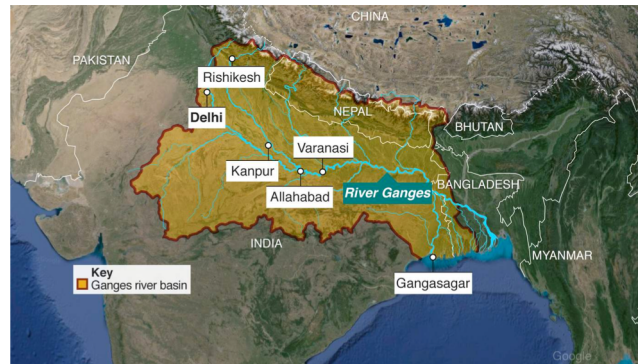 CHINA
PAKISTAN
Rishikesh
Delhi
NEPAL
BHUTAN
Varanasi
Kanpur
Allahabad
River Ganges
BANGLADESH
INDIA
MYANMAR
Key
Ganges river basin
Gangasagar
Google